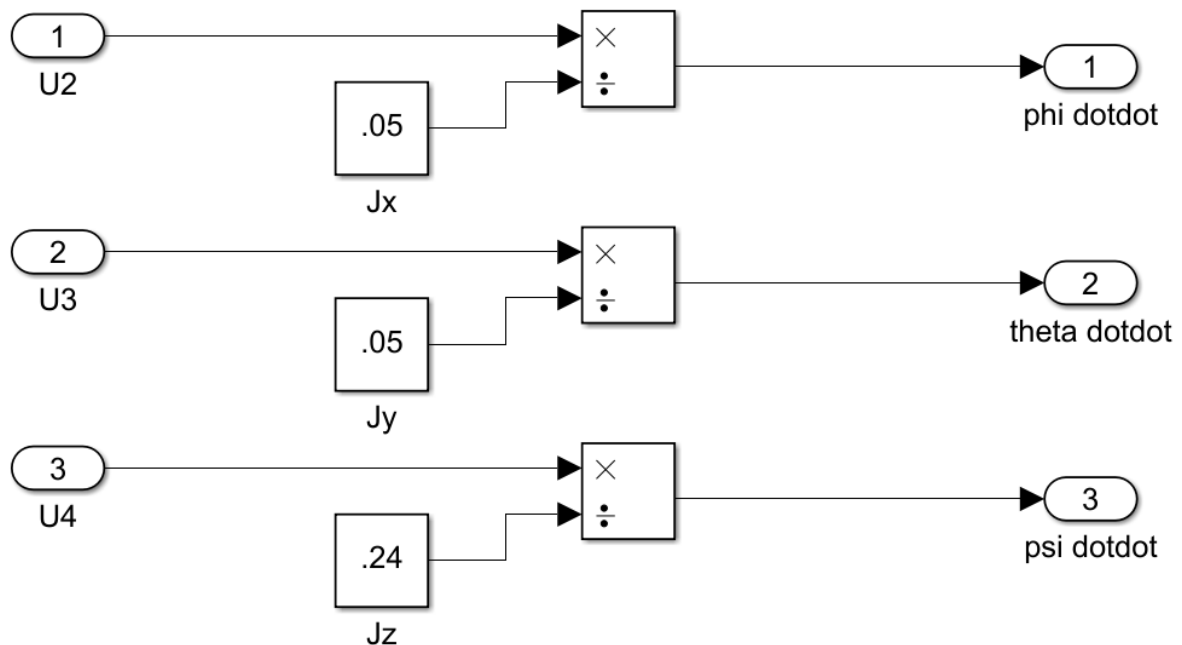 1
U2
.05
Jx
×
÷
1
phi dotdot
2
U3
.05
Jy
×
÷
2
theta dotdot
3
U4
.24
Jz
×
÷
3
psi dotdot